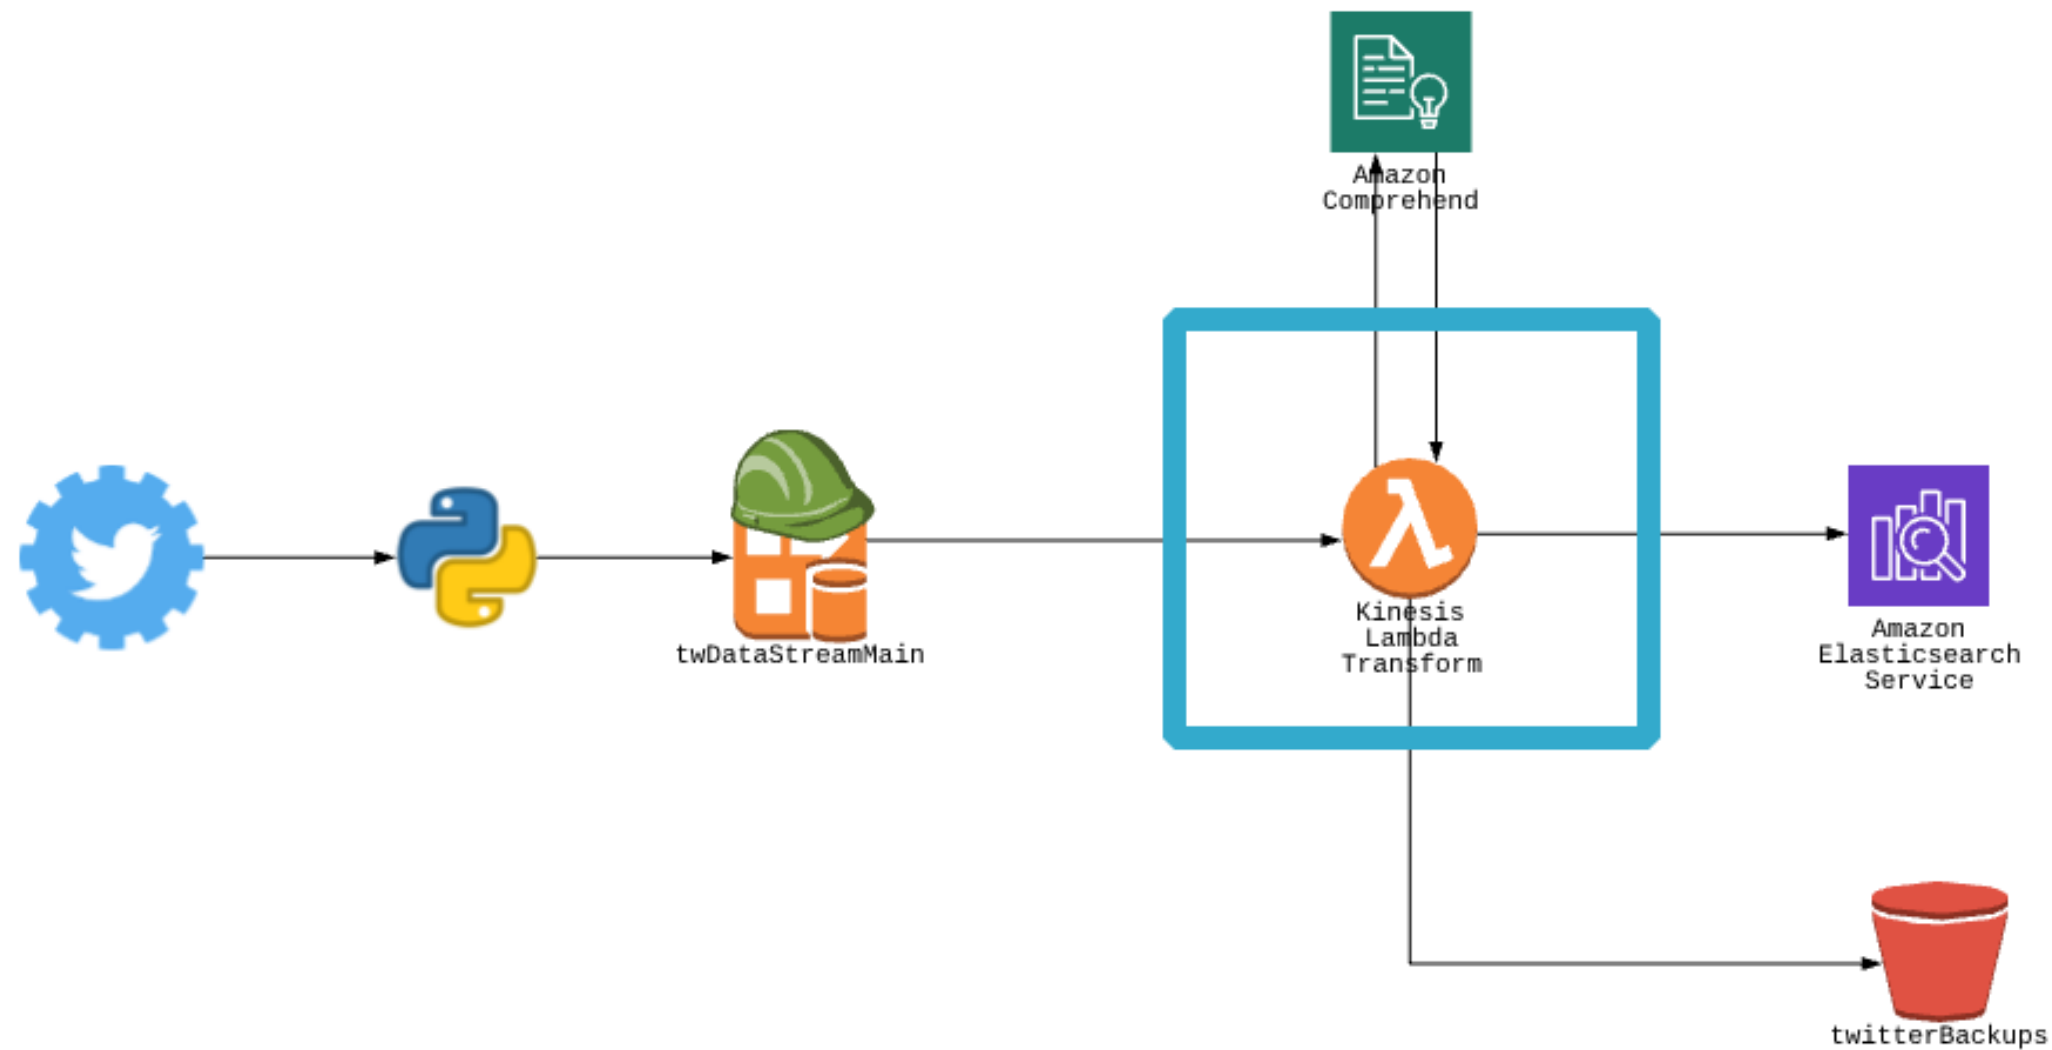 Amazon
Comprehend
twDataStreamMain
Kinesis
Lambda
Transform
Amazon
Elasticsearch
Service
twitterBackups